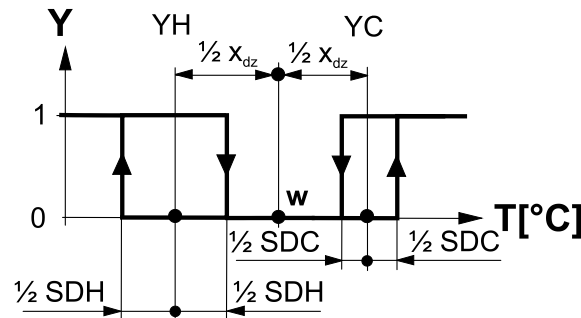 Y YH YC
½ x_dz ½ x_dz
1
w
0 T[°C]
½ SDC ½ SDC
½ SDH ½ SDH